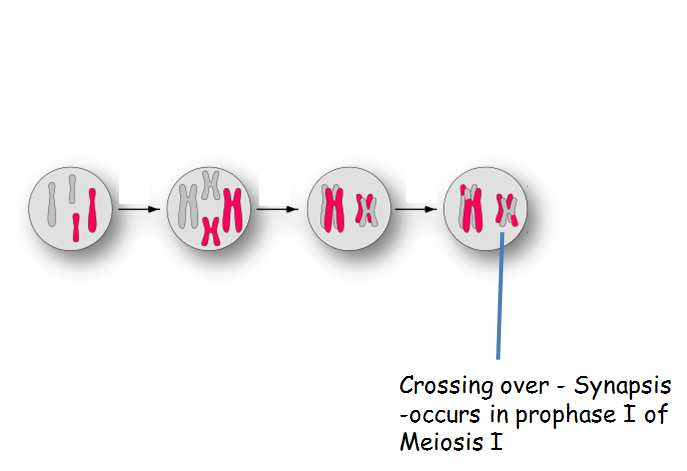 Crossing over - Synapsis
-occurs in prophase I of
Meiosis I